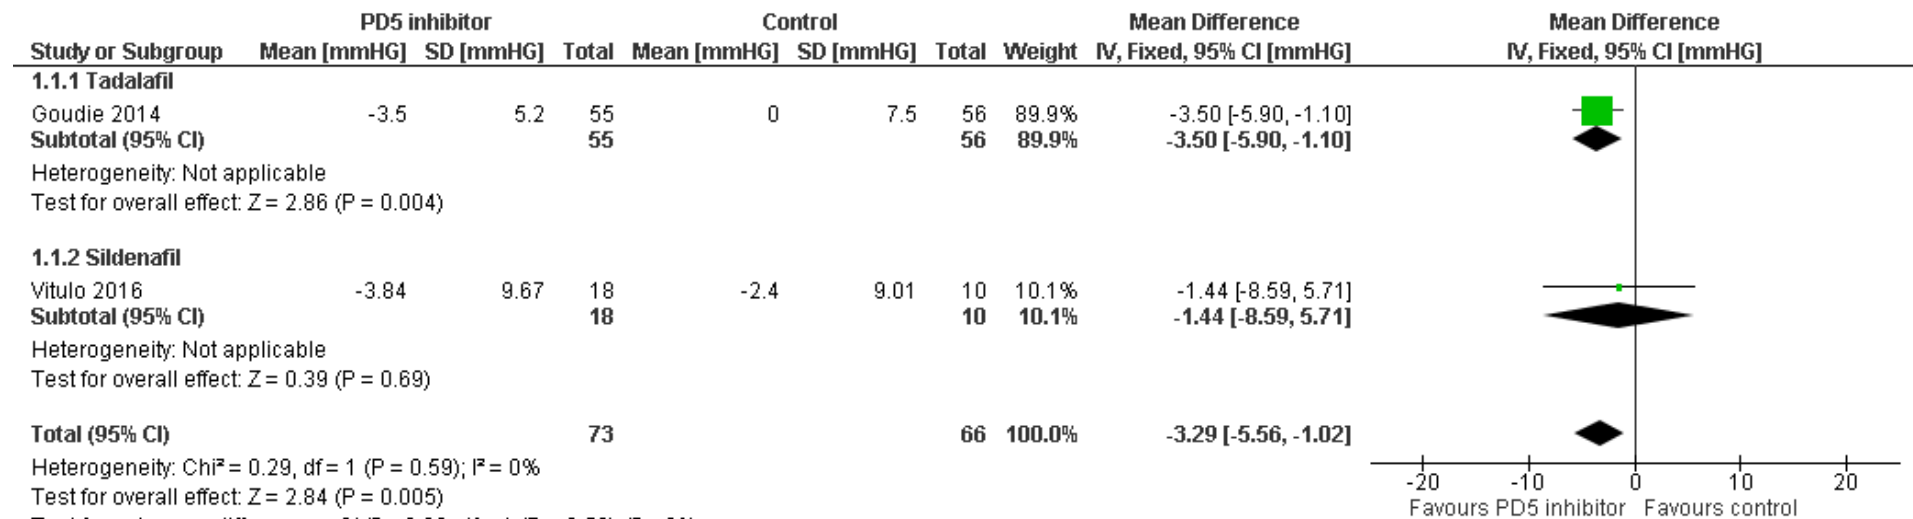 PD5 inhibitor Control Mean Difference Mean Difference
Study or Subgroup Mean [mmHG] SD [mmHG] Total Mean [mmHG] SD [mmHG] Total Weight IV, Fixed, 95% CI [mmHG] IV, Fixed, 95% CI [mmHG]
1.1.1 Tadalafil
Goudie 2014 -3.5 5.2 55 0 7.5 56 89.9% -3.50 [-5.90, -1.10]
Subtotal (95% CI) 55 56 89.9% -3.50 [-5.90, -1.10]
Heterogeneity: Not applicable
Test for overall effect: Z = 2.86 (P = 0.004)
1.1.2 Sildenafil
Vitulo 2016 -3.84 9.67 18 -2.4 9.01 10 10.1% -1.44 [-8.59, 5.71]
Subtotal (95% CI) 18 10 10.1% -1.44 [-8.59, 5.71]
Heterogeneity: Not applicable
Test for overall effect: Z = 0.39 (P = 0.69)
Total (95% CI) 73 66 100.0% -3.29 [-5.56, -1.02]
Heterogeneity: Chi² = 0.29, df = 1 (P = 0.59); I² = 0%
Test for overall effect: Z = 2.84 (P = 0.005)
-20 -10 0 10 20
Favours PD5 inhibitor Favours control